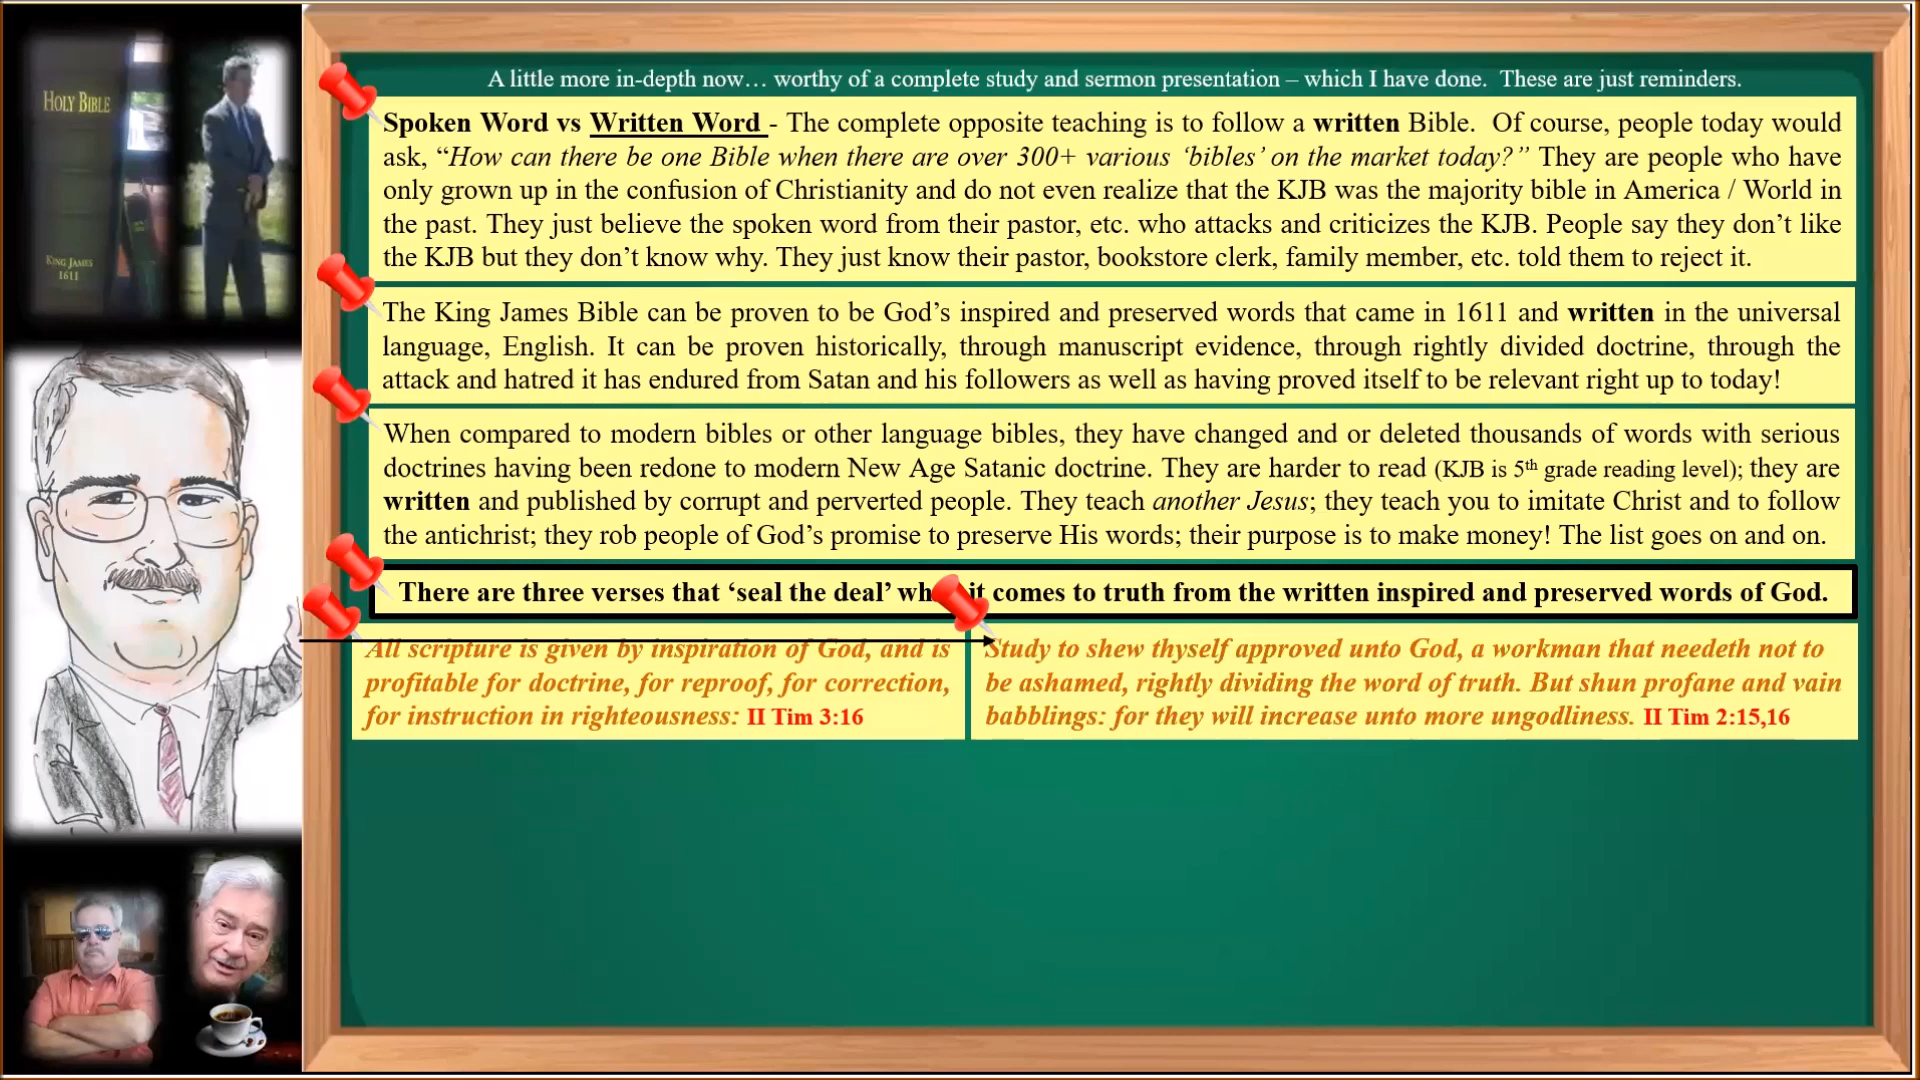 HOLY BIBLE
KING JAMES
1611
A little more in-depth now… worthy of a complete study and sermon presentation – which I have done.  These are just reminders.
Spoken Word vs Written Word - The complete opposite teaching is to follow a written Bible.  Of course, people today would
ask, “How can there be one Bible when there are over 300+ various ‘bibles’ on the market today?” They are people who have
only grown up in the confusion of Christianity and do not even realize that the KJB was the majority bible in America / World in
the past. They just believe the spoken word from their pastor, etc. who attacks and criticizes the KJB. People say they don’t like
the KJB but they don’t know why. They just know their pastor, bookstore clerk, family member, etc. told them to reject it.
The King James Bible can be proven to be God’s inspired and preserved words that came in 1611 and written in the universal
language, English. It can be proven historically, through manuscript evidence, through rightly divided doctrine, through the
attack and hatred it has endured from Satan and his followers as well as having proved itself to be relevant right up to today!
When compared to modern bibles or other language bibles, they have changed and or deleted thousands of words with serious
doctrines having been redone to modern New Age Satanic doctrine. They are harder to read (KJB is 5th grade reading level); they are
written and published by corrupt and perverted people. They teach another Jesus; they teach you to imitate Christ and to follow
the antichrist; they rob people of God’s promise to preserve His words; their purpose is to make money! The list goes on and on.
There are three verses that ‘seal the deal’ wh it comes to truth from the written inspired and preserved words of God.
All scripture is given by inspiration of God, and is
profitable for doctrine, for reproof, for correction,
for instruction in righteousness: II Tim 3:16
Study to shew thyself approved unto God, a workman that needeth not to
be ashamed, rightly dividing the word of truth. But shun profane and vain
babblings: for they will increase unto more ungodliness. II Tim 2:15,16